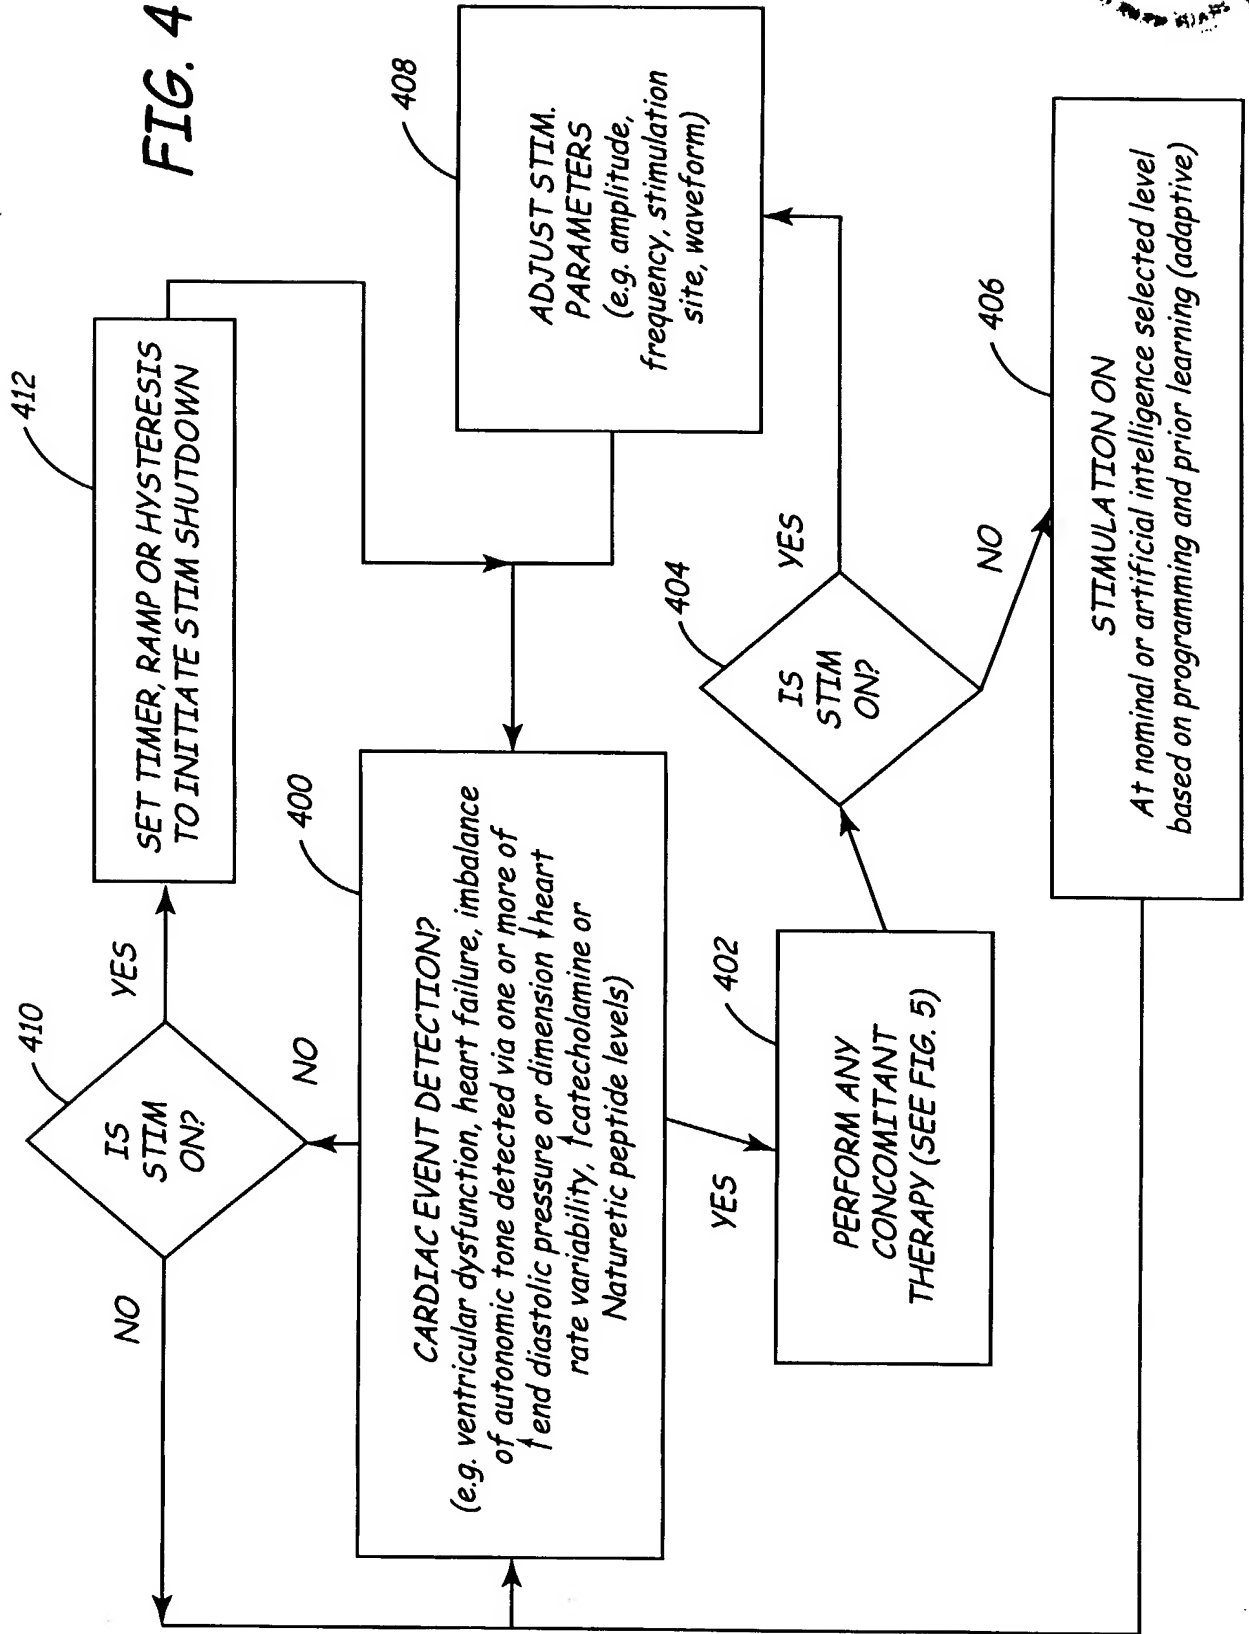 FIG. 4
410
IS
STIM
ON?
YES
NO
NO
412
SET TIMER, RAMP OR HYSTERESIS
TO INITIATE STIM SHUTDOWN
400
CARDIAC EVENT DETECTION?
(e.g. ventricular dysfunction, heart failure, imbalance
of autonomic tone detected via one or more of
↑end diastolic pressure or dimension ↓heart
rate variability, ↑catecholamine or
Naturetic peptide levels)
YES
402
PERFORM ANY
CONCOMITANT
THERAPY (SEE FIG. 5)
404
IS
STIM
ON?
YES
NO
408
ADJUST STIM.
PARAMETERS
(e.g. amplitude,
frequency, stimulation
site, waveform)
406
STIMULATION ON
At nominal or artificial intelligence selected level
based on programming and prior learning (adaptive)